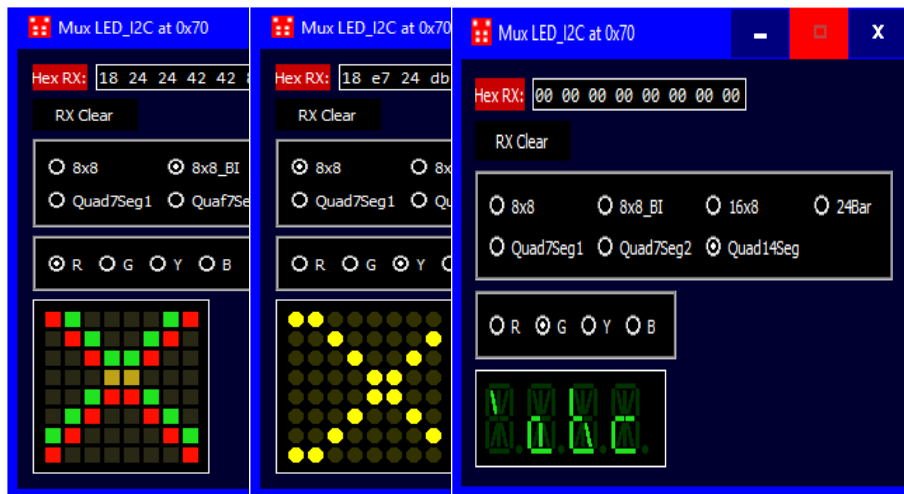 Mux LED_I2C at 0x70
Hex RX: 18 24 24 42 42
RX Clear
8x8 8x8_BI
Quad7Seg1 Quaf7Se
R G Y B
Mux LED_I2C at 0x70
Hex RX: 18 e7 24 db
RX Clear
8x8 8x
Quad7Seg1 Qu
R G Y
Mux LED_I2C at 0x70 X
Hex RX: 00 00 00 00 00 00 00 00
RX Clear
8x8 8x8_BI 16x8 24Bar
Quad7Seg1 Quad7Seg2 Quad14Seg
R G Y B